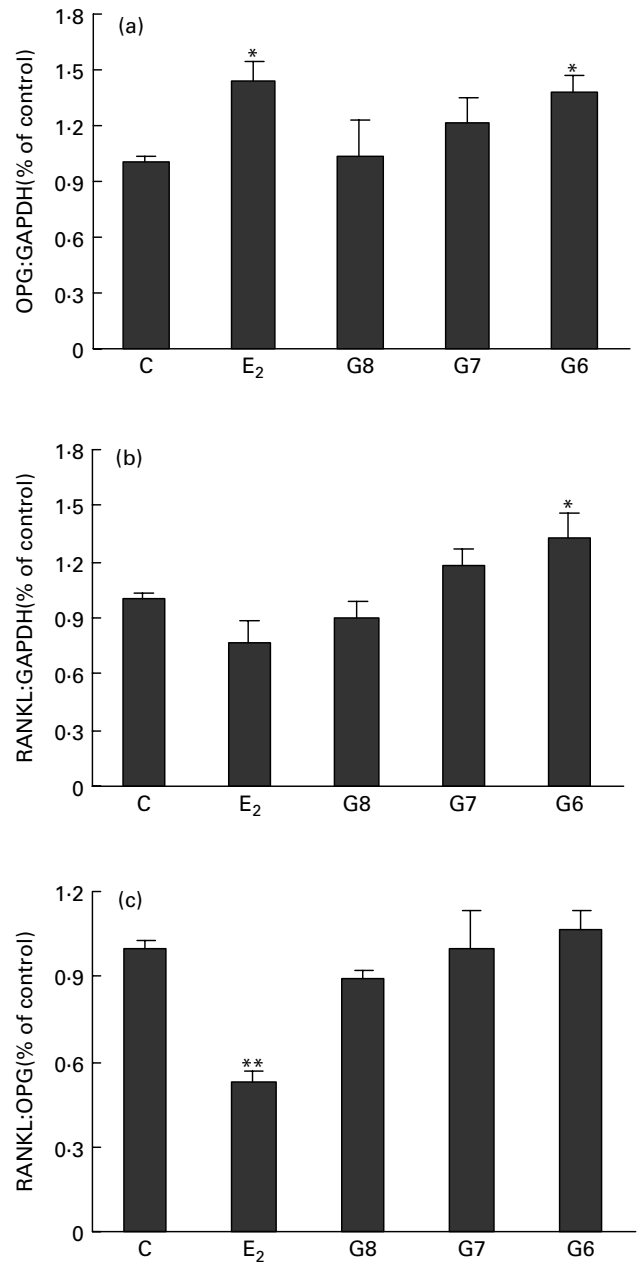 (a)
OPG:GAPDH(% of control)
1·8
1·5
1·2
0·9
0·6
0·3
0
* *
C E₂ G8 G7 G6
(b)
RANKL:GAPDH(% of control)
1·8
1·5
1·2
0·9
0·6
0·3
0
*
C E₂ G8 G7 G6
(c)
RANKL:OPG(% of control)
1·2
0·9
0·6
0·3
0
**
C E₂ G8 G7 G6